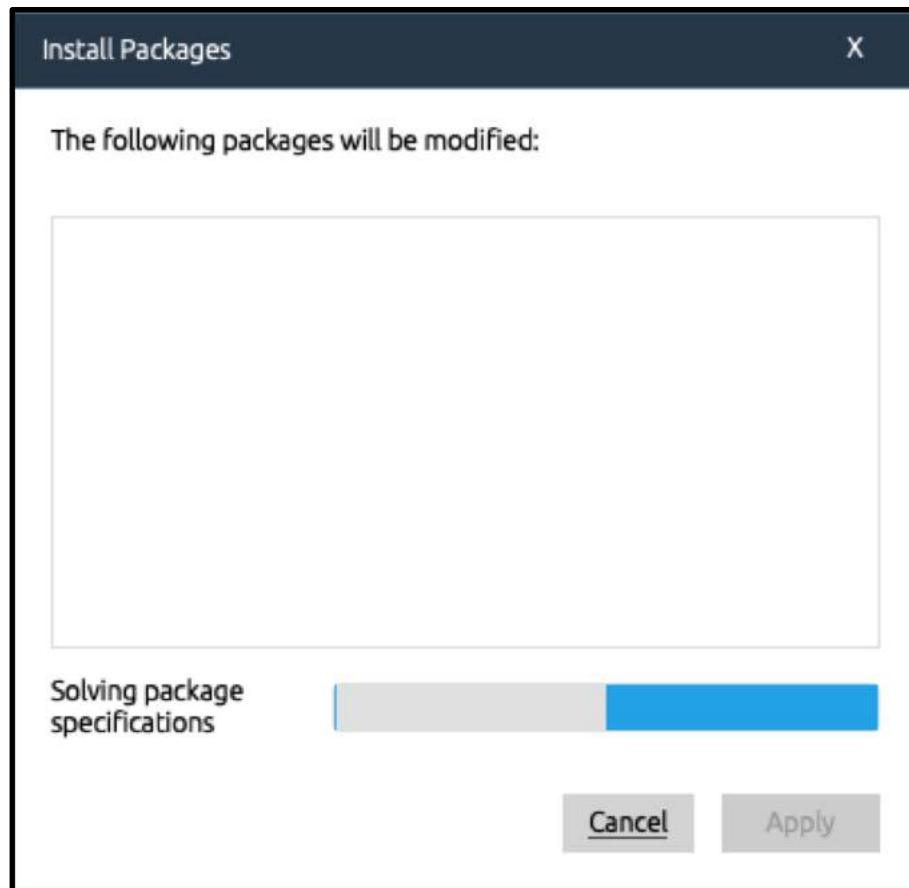 Install Packages X
The following packages will be modified:
Solving package
specifications
Cancel Apply